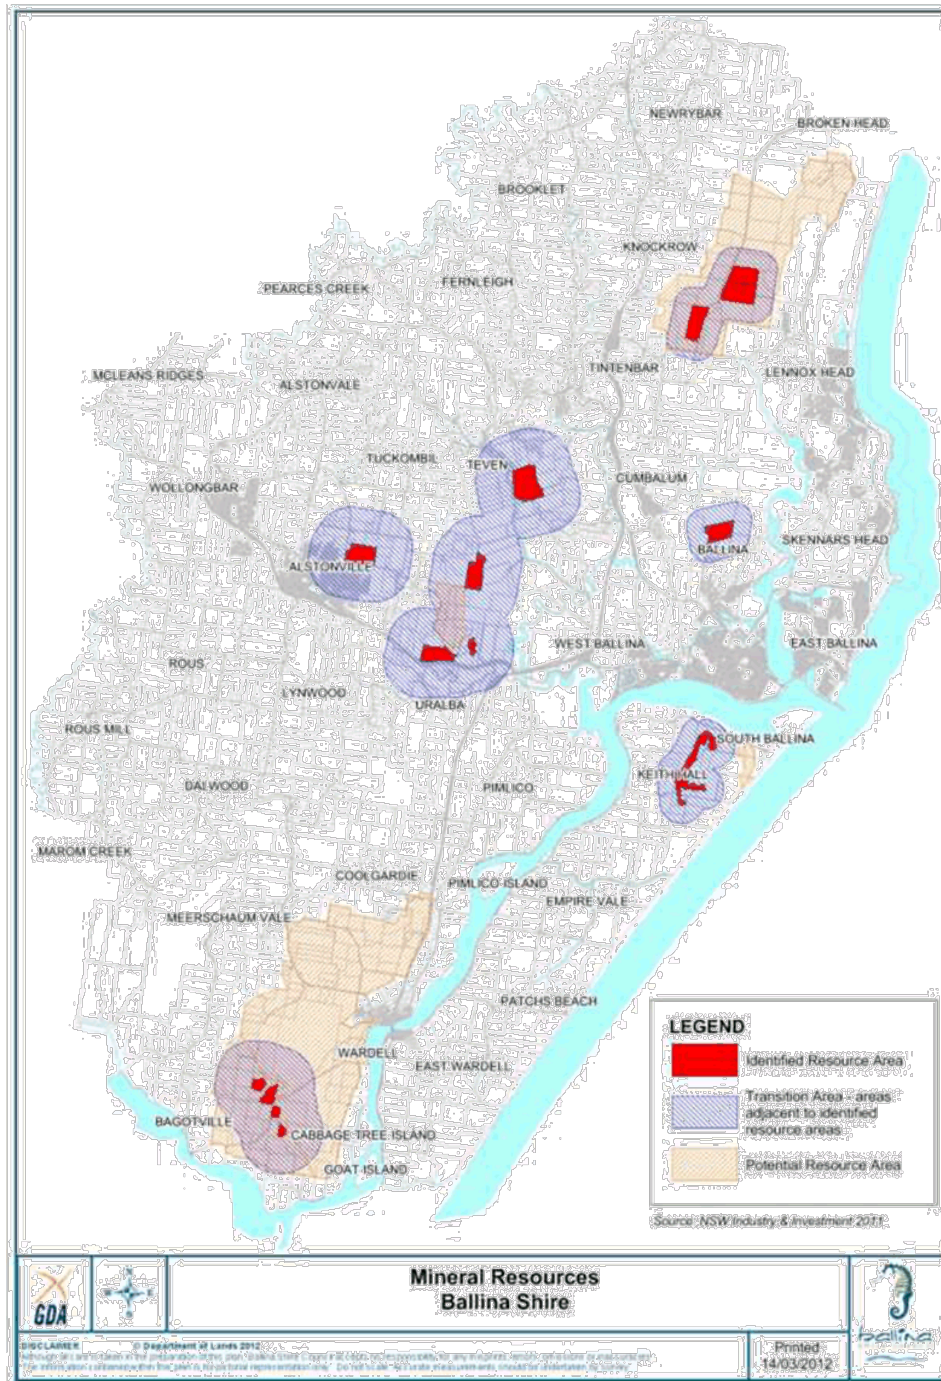 NEWRYBAR
BROKEN HEAD
BROOKLET
KNOCKROW
FERNLEIGH
PEARCES CREEK
TINTENBAR
LENNOX HEAD
MCLEANS RIDGES
ALSTONVALE
TUCKOMBIL
TEVEN
CUMBALUM
WOLLONGBAR
SKENNARS HEAD
BALLINA
ALSTONVILLE
WEST BALLINA
EAST BALLINA
ROUS
LYNWOOD
URALBA
ROUS MILL
SOUTH BALLINA
KEITH HALL
DALWOOD
PIMLICO
MAROM CREEK
COOLGARDIE
PIMLICO ISLAND
EMPIRE VALE
MEERSCHAUM VALE
PATCHS BEACH
WARDELL
EAST WARDELL
BAGOTVILLE
CABBAGE TREE ISLAND
GOAT ISLAND
LEGEND
Identified Resource Area
Transition Area - areas
adjacent to identified
resource areas
Potential Resource Area
Source: NSW Industry & Investment 2011
GDA
N
Mineral Resources
Ballina Shire
ballina
DISCLAIMER © Department of Lands 2012
Printed
14/03/2012